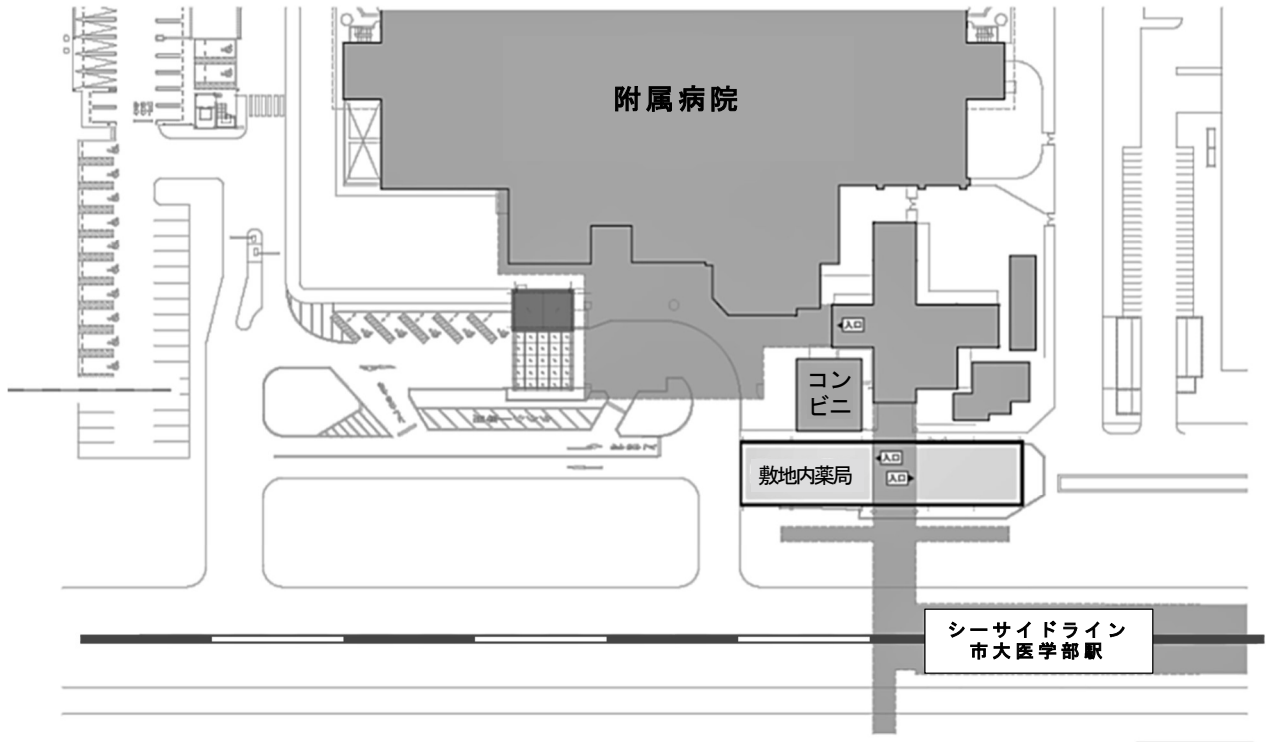 附属病院
入口
コン
ビニ
入口
敷地内薬局
入口
シーサイドライン
市大医学部駅